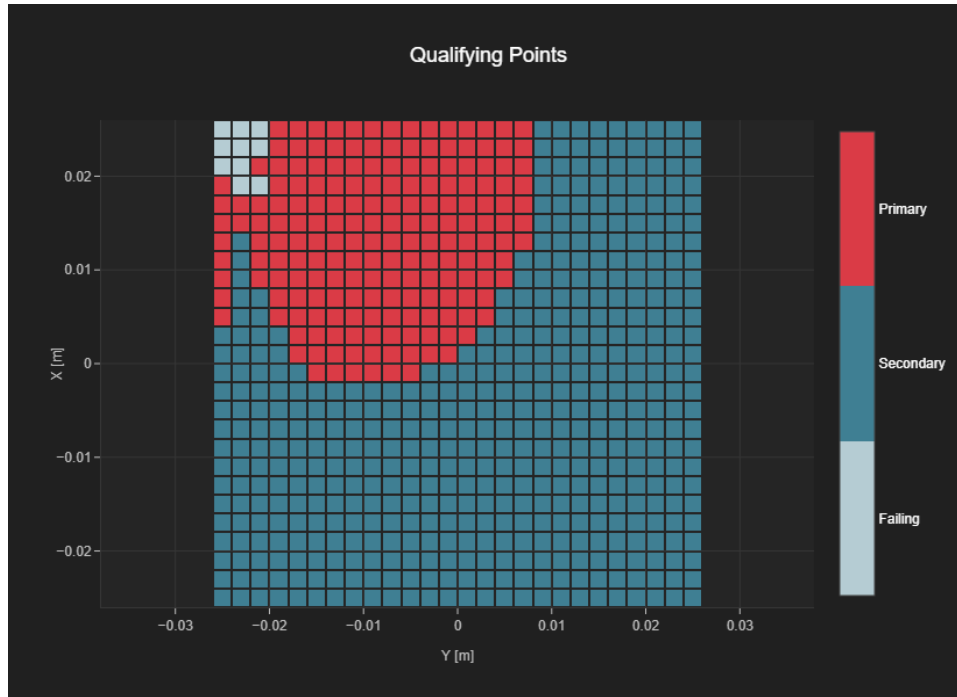 Qualifying Points
0.02
0.01
0
−0.01
−0.02
X [m]
−0.03
−0.02
−0.01
0
0.01
0.02
0.03
Y [m]
Primary
Secondary
Failing